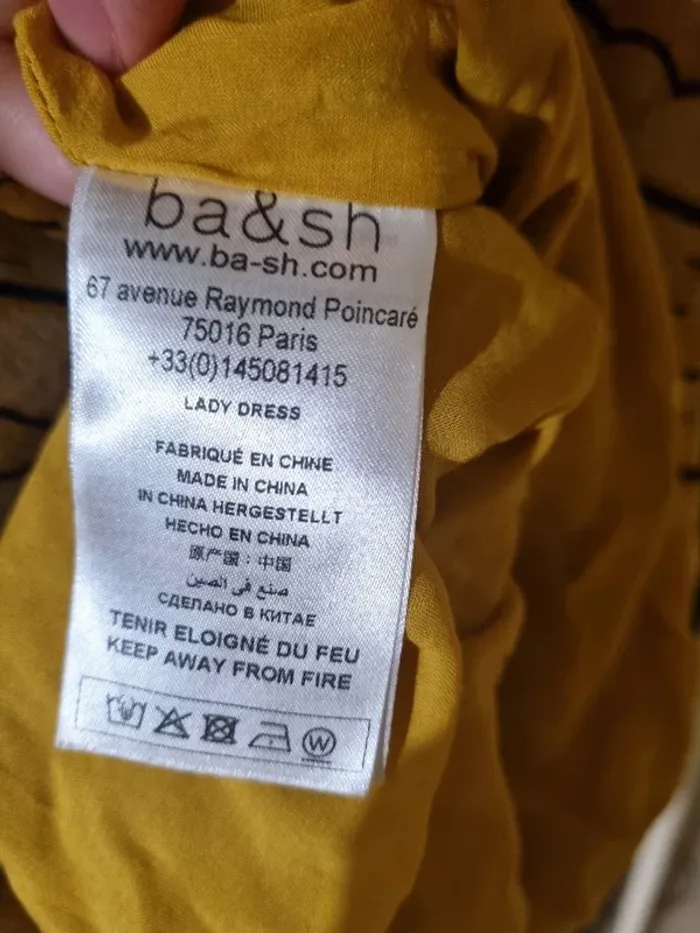 ba&sh
www.ba-sh.com
67 avenue Raymond Poincaré
75016 Paris
+33(0)145081415
LADY DRESS
FABRIQUÉ EN CHINE
MADE IN CHINA
IN CHINA HERGESTELLT
HECHO EN CHINA
原产国：中国
صنع في الصين
СДЕЛАНО В КИТАЕ
TENIR ELOIGNÉ DU FEU
KEEP AWAY FROM FIRE
W